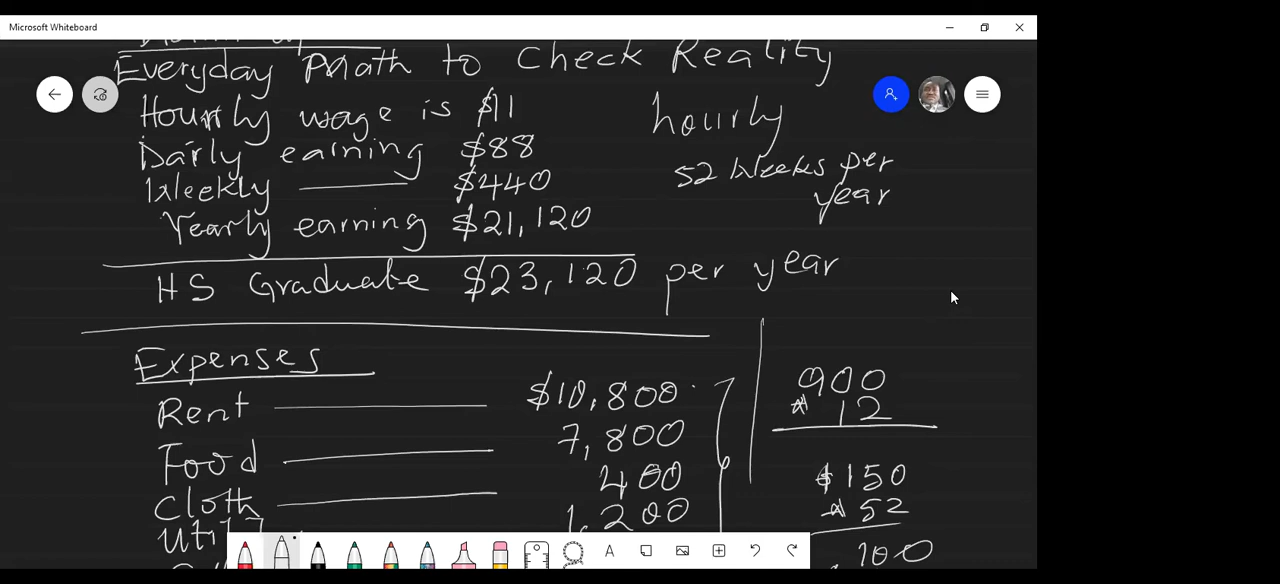 Microsoft Whiteboard
Everyday Math to Check Reality
Hourly wage is $11
hourly
Daily earning $88
52 Weeks per
year
Weekly $440
Yearly earning $21,120
HS Graduate $23,120 per year
Expenses
Rent $10,800
Food 7,800
Cloth 400
Util 1,200
900
* 12
$150
* 52
100
A